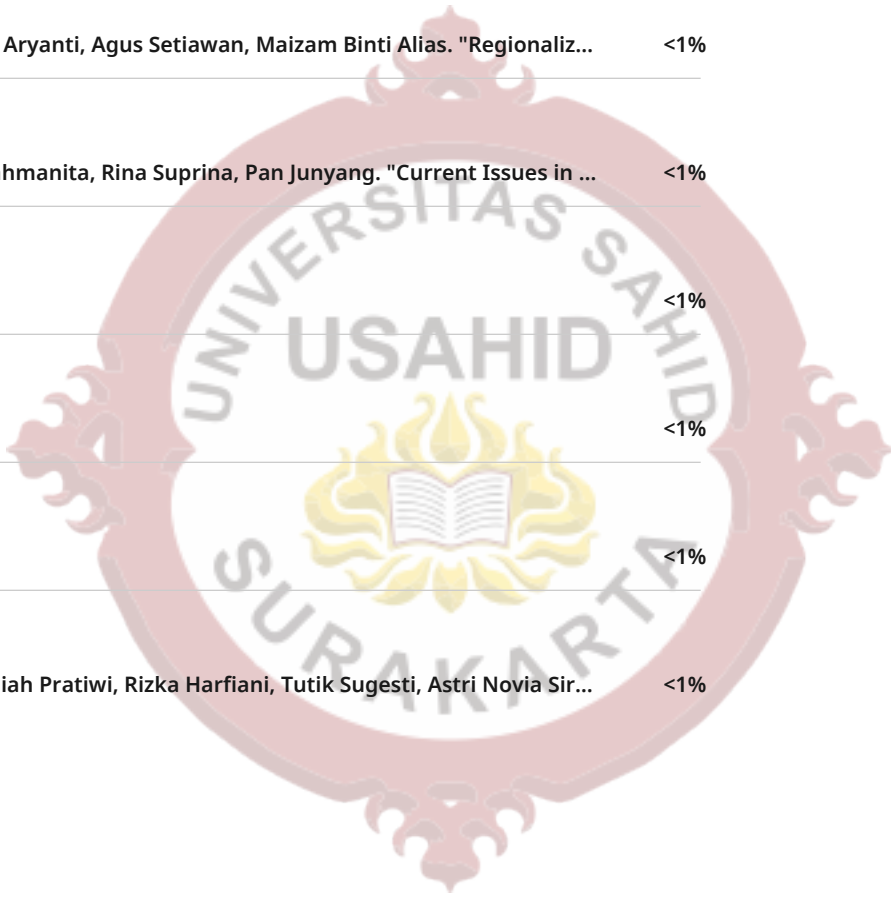 Aryanti, Agus Setiawan, Maizam Binti Alias. "Regionaliz... <1%
hmanita, Rina Suprina, Pan Junyang. "Current Issues in ... <1%
UNIVERSITAS SAHID
<1%
USAHID
<1%
<1%
SURAKARTA
iah Pratiwi, Rizka Harfiani, Tutik Sugesti, Astri Novia Sir... <1%